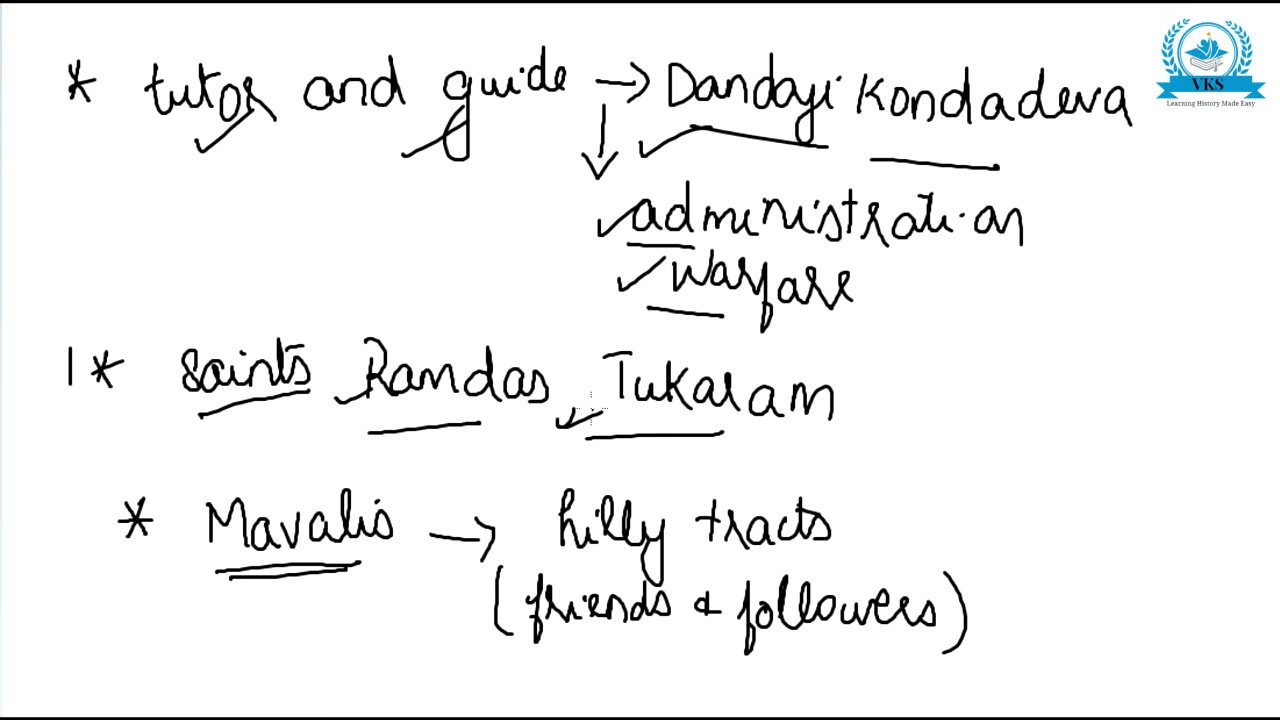 * tutor and guide → Dandaji Kondadeva
VKS
Learning History Made Easy
↓
administration
warfare
1* saints Ramdas, Tukaram
* Mavalis → hilly tracts
(friends & followers)